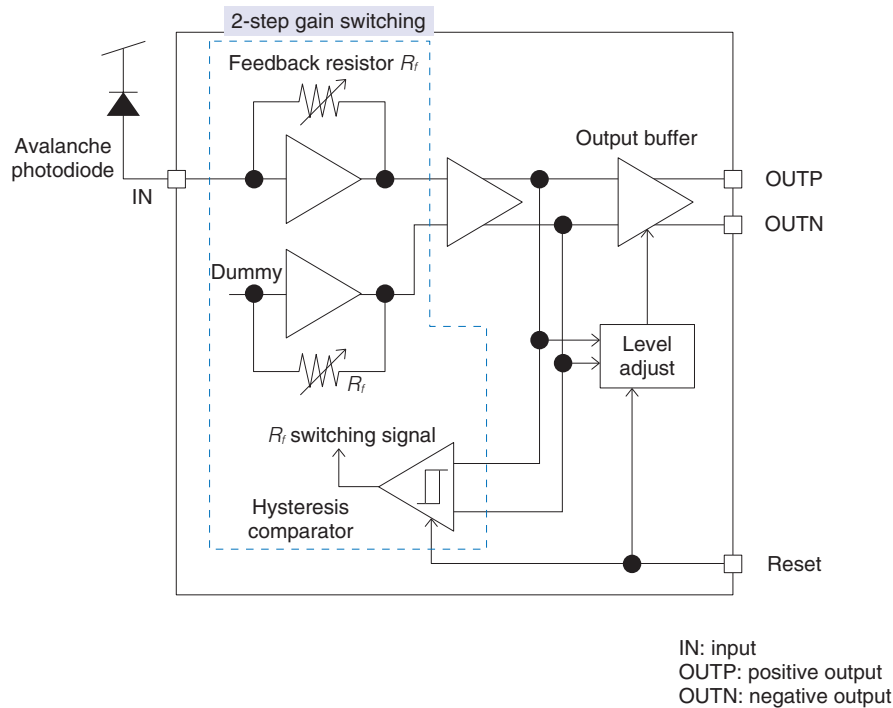 2-step gain switching
Feedback resistor Rf
Avalanche
photodiode
IN
Output buffer
OUTP
OUTN
Dummy
Rf
Level
adjust
Rf switching signal
Hysteresis
comparator
Reset
IN: input
OUTP: positive output
OUTN: negative output